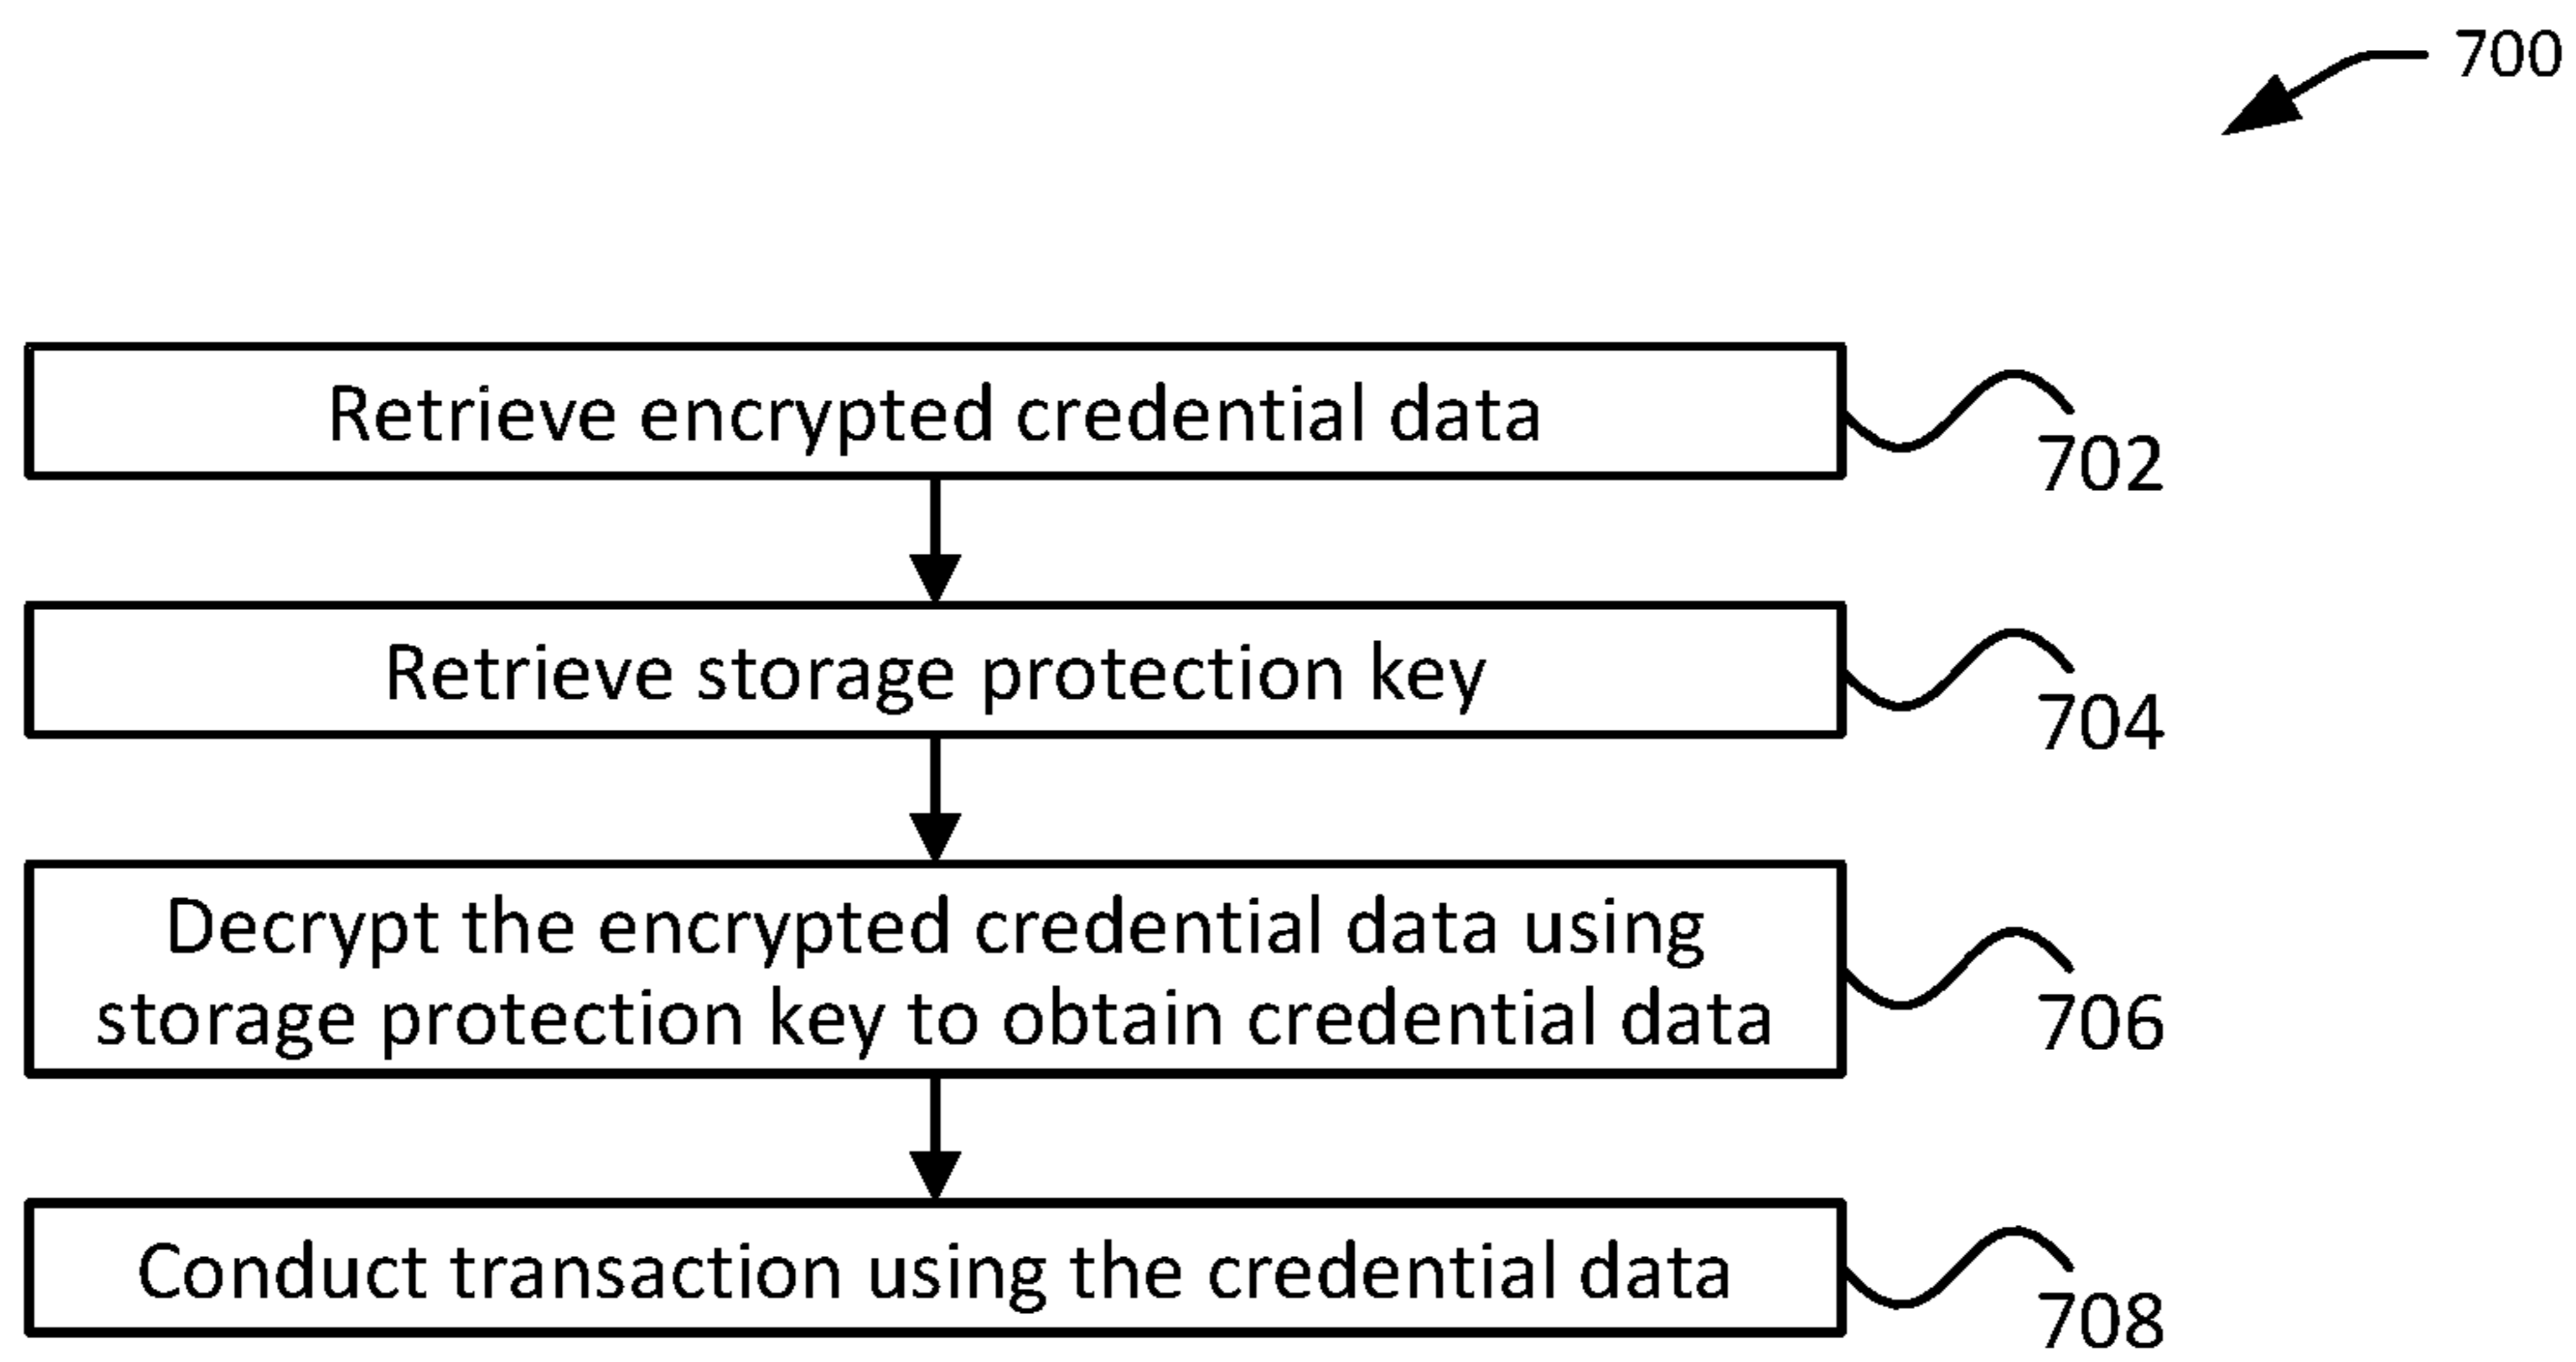 700
Retrieve encrypted credential data
702
Retrieve storage protection key
704
Decrypt the encrypted credential data using
storage protection key to obtain credential data
706
Conduct transaction using the credential data
708